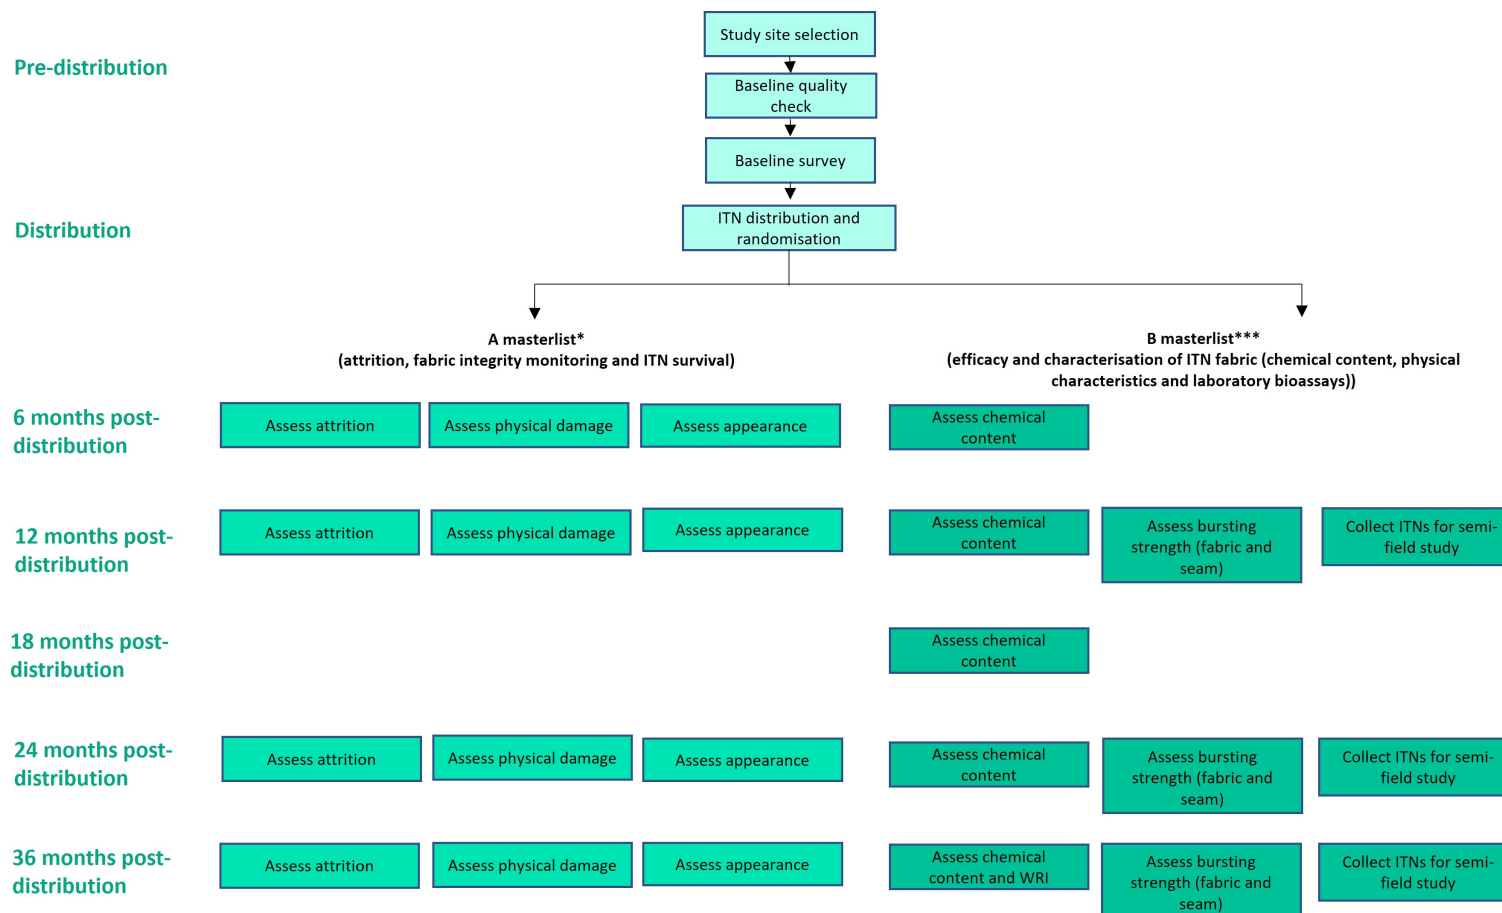 Pre-distribution
Study site selection
Baseline quality
check
Baseline survey
Distribution
ITN distribution and
randomisation
A masterlist*
(attrition, fabric integrity monitoring and ITN survival)
B masterlist***
(efficacy and characterisation of ITN fabric (chemical content, physical
characteristics and laboratory bioassays))
6 months post-
distribution
Assess attrition
Assess physical damage
Assess appearance
Assess chemical
content
12 months post-
distribution
Assess attrition
Assess physical damage
Assess appearance
Assess chemical
content
Assess bursting
strength (fabric and
seam)
Collect ITNs for semi-
field study
18 months post-
distribution
Assess chemical
content
24 months post-
distribution
Assess attrition
Assess physical damage
Assess appearance
Assess chemical
content
Assess bursting
strength (fabric and
seam)
Collect ITNs for semi-
field study
36 months post-
distribution
Assess attrition
Assess physical damage
Assess appearance
Assess chemical
content and WRI
Assess bursting
strength (fabric and
seam)
Collect ITNs for semi-
field study